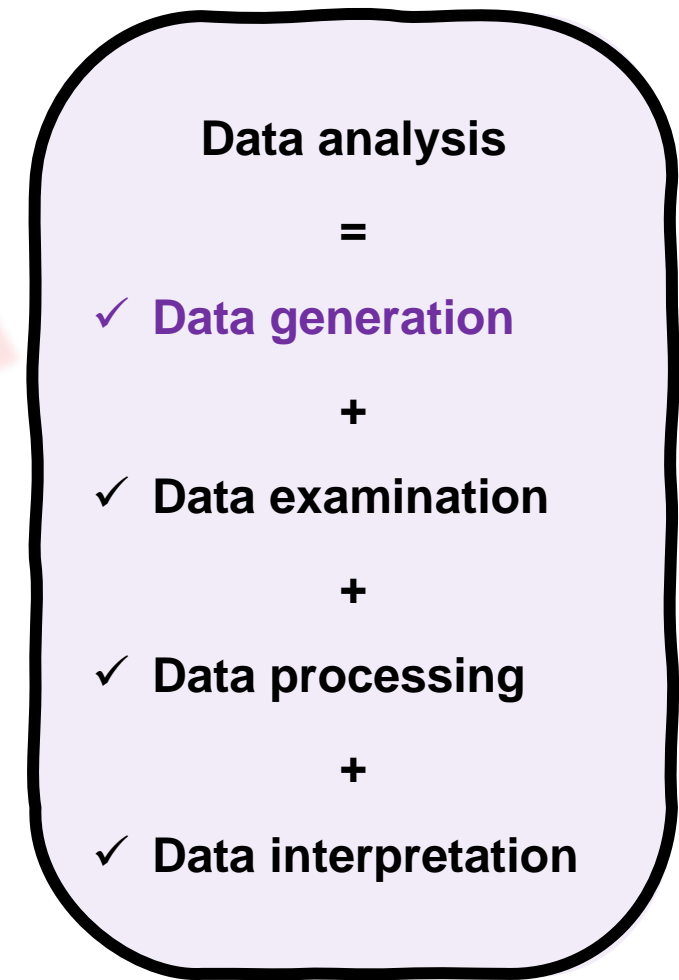 Data analysis
=
✓ Data generation
+
✓ Data examination
+
✓ Data processing
+
✓ Data interpretation